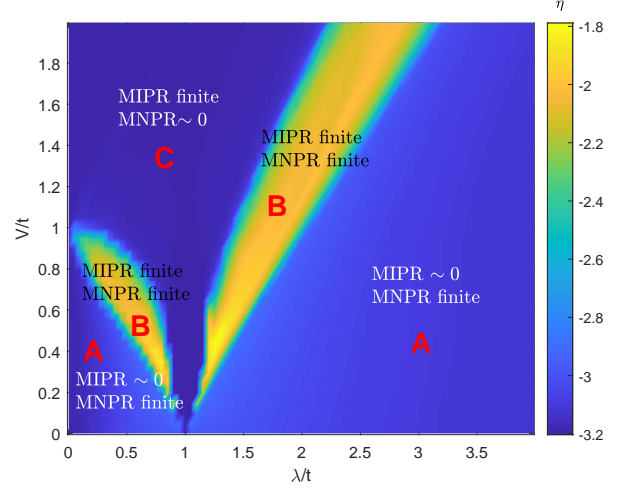 η
MIPR finite
MNPR∼ 0
C
MIPR finite
MNPR finite
B
MIPR finite
MNPR finite
B
A
MIPR ∼ 0
MNPR finite
MIPR ∼ 0
MNPR finite
A
V/t
1.8
1.6
1.4
1.2
1
0.8
0.6
0.4
0.2
0
0 0.5 1 1.5 2 2.5 3 3.5
λ/t
-1.8
-2
-2.2
-2.4
-2.6
-2.8
-3
-3.2